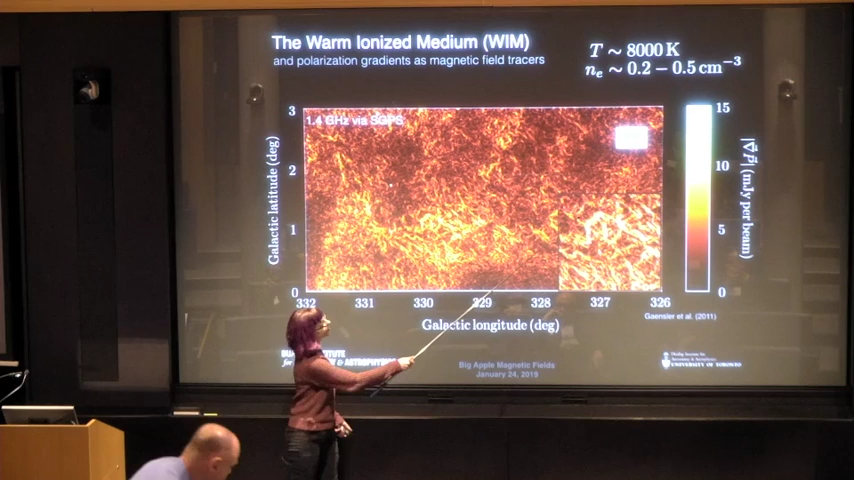 The Warm Ionized Medium (WIM)
and polarization gradients as magnetic field tracers
T ∼ 8000 K
nₑ ∼ 0.2 − 0.5 cm⁻³
1.4 GHz via SGPS
Galactic latitude (deg)
3
2
1
0
332 331 330 329 328 327 326
Galactic longitude (deg)
15
10
5
0
|∇⃗P⃗| (mJy per beam)
Gaensler et al. (2011)
Big Apple Magnetic Fields
January 24, 2019
UNIVERSITY OF TORONTO